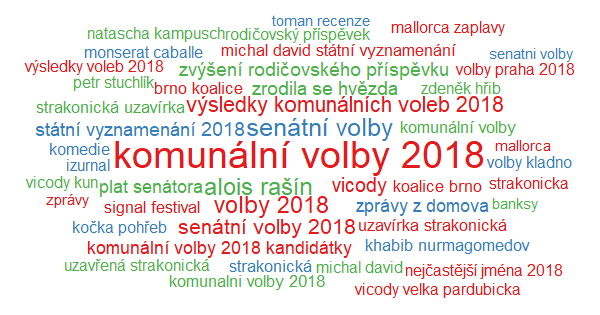 toman recenze
natascha kampusch rodičovský příspěvek mallorca zaplavy
monserat caballe michal david státní vyznamenání senatni volby
výsledky voleb 2018 zvýšení rodičovského příspěvku volby praha 2018
petr stuchlík brno koalice zrodila se hvězda zdeněk hřib
strakonická uzavírka výsledky komunálních voleb 2018
státní vyznamenání 2018 senátní volby komunálni volby
komedie komunální volby 2018 mallorca
izurnal volby kladno
vicody kun plat senátora alois rašín vicody koalice brno strakonicka
zprávy signal festival volby 2018 zprávy z domova banksy
kočka pohřeb senátní volby 2018 uzavírka strakonická
komunální volby 2018 kandidátky khabib nurmagomedov
uzavřená strakonická strakonická michal david nejčastější jména 2018
komunalni volby 2018 vicody velka pardubicka